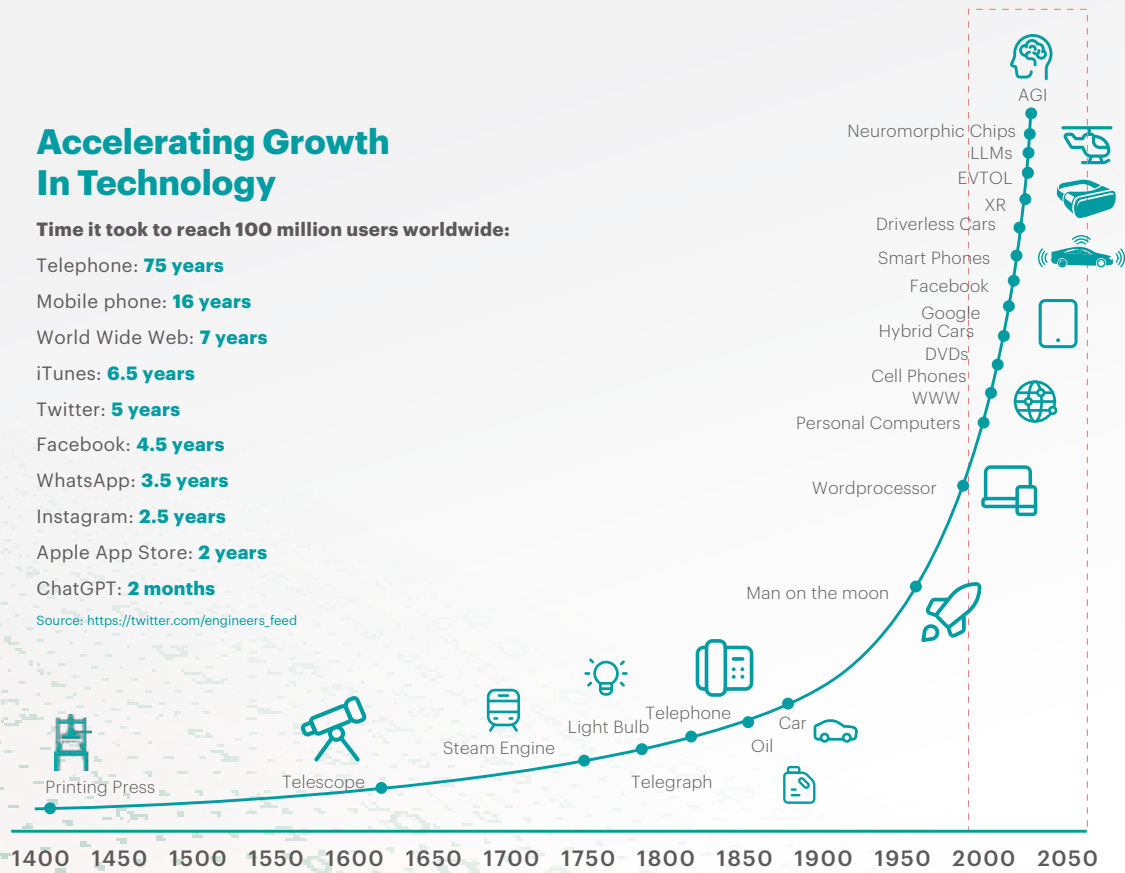 Accelerating Growth
In Technology
Time it took to reach 100 million users worldwide:
Telephone: 75 years
Mobile phone: 16 years
World Wide Web: 7 years
iTunes: 6.5 years
Twitter: 5 years
Facebook: 4.5 years
WhatsApp: 3.5 years
Instagram: 2.5 years
Apple App Store: 2 years
ChatGPT: 2 months
Source: https://twitter.com/engineers_feed
AGI
Neuromorphic Chips
LLMs
EVTOL
XR
Driverless Cars
Smart Phones
Facebook
Google
Hybrid Cars
DVDs
Cell Phones
WWW
Personal Computers
Wordprocessor
Man on the moon
Telephone
Car
Light Bulb
Oil
Steam Engine
Telegraph
Telescope
Printing Press
1400 1450 1500 1550 1600 1650 1700 1750 1800 1850 1900 1950 2000 2050